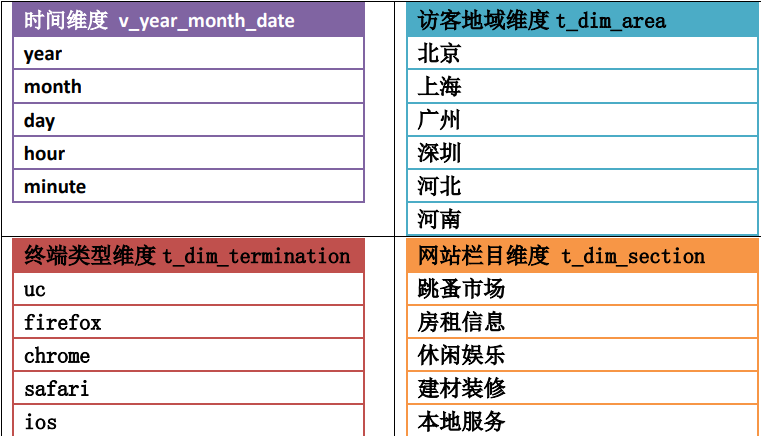 时间维度 v_year_month_date
year
month
day
hour
minute
访客地域维度 t_dim_area
北京
上海
广州
深圳
河北
河南
终端类型维度 t_dim_termination
uc
firefox
chrome
safari
ios
网站栏目维度 t_dim_section
跳蚤市场
房租信息
休闲娱乐
建材装修
本地服务